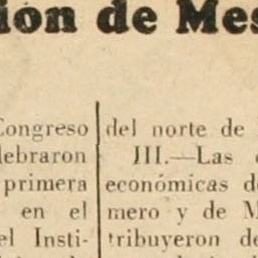 ión de Mes
Congreso
lebraron
primera
en el
el Insti-
del norte de
III.—Las
económicas d
mero y de M
tribuyeron de